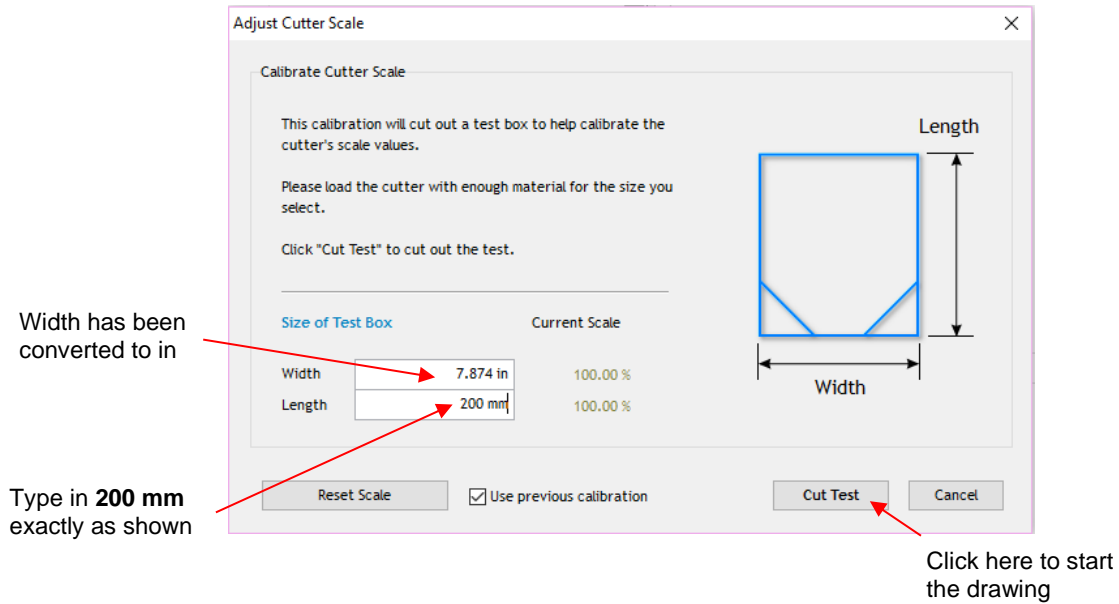 Adjust Cutter Scale
Calibrate Cutter Scale
This calibration will cut out a test box to help calibrate the
cutter's scale values.
Please load the cutter with enough material for the size you
select.
Click "Cut Test" to cut out the test.
Length
Width
Size of Test Box Current Scale
Width 7.874 in 100.00 %
Length 200 mm 100.00 %
Reset Scale Use previous calibration Cut Test Cancel
Width has been
converted to in
Type in 200 mm
exactly as shown
Click here to start
the drawing